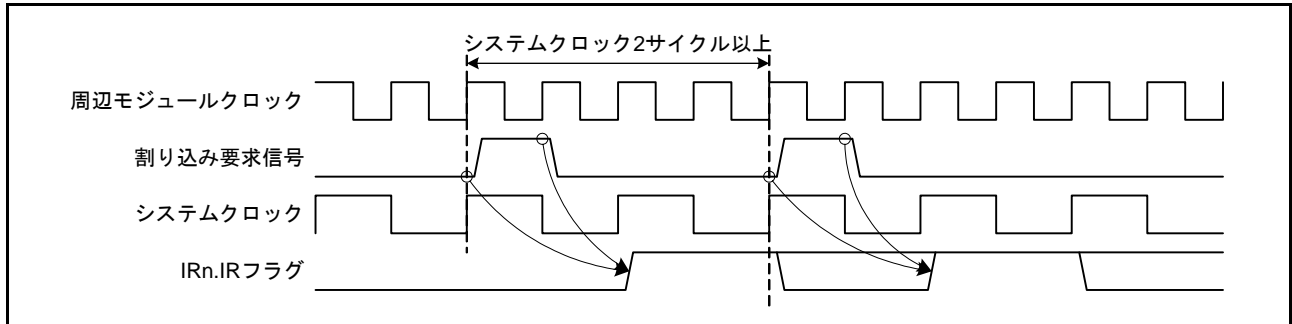 システムクロック2サイクル以上
周辺モジュールクロック
割り込み要求信号
システムクロック
IRn.IRフラグ